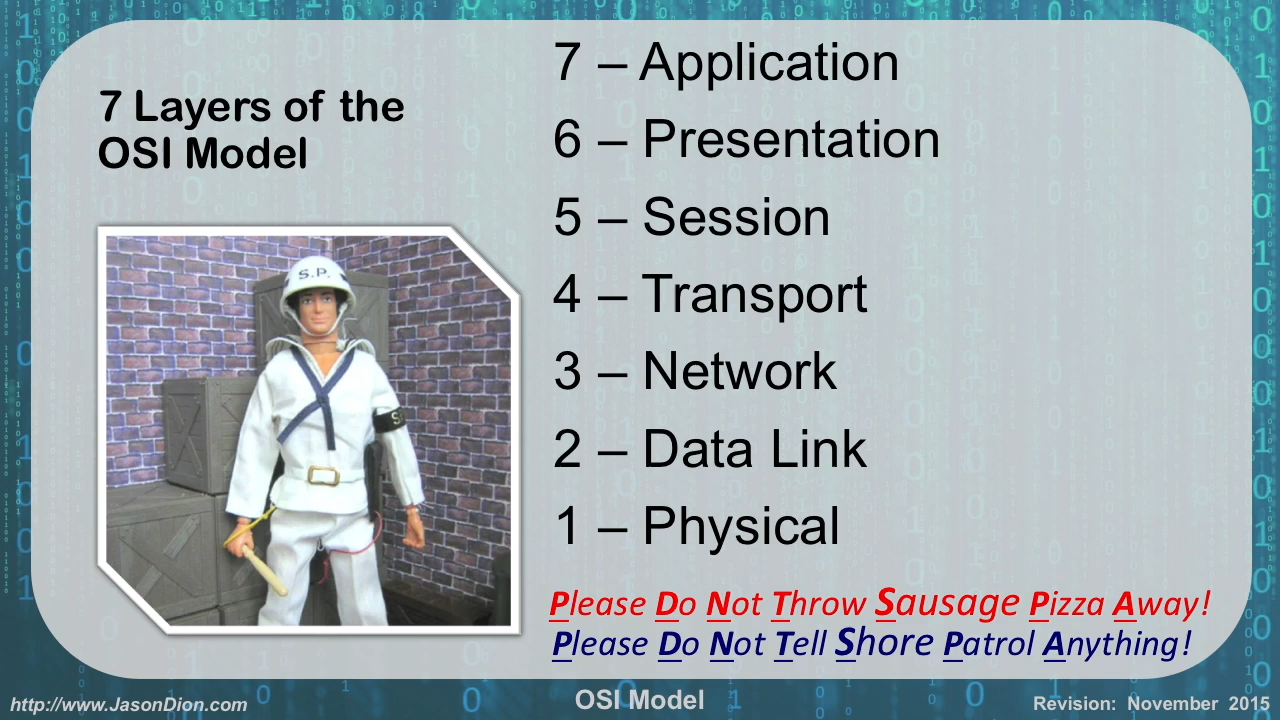 7 Layers of the
OSI Model
S.P.
7 – Application
6 – Presentation
5 – Session
4 – Transport
3 – Network
2 – Data Link
1 – Physical
Please Do Not Throw Sausage Pizza Away!
Please Do Not Tell Shore Patrol Anything!
http://www.JasonDion.com
OSI Model
Revision: November 2015